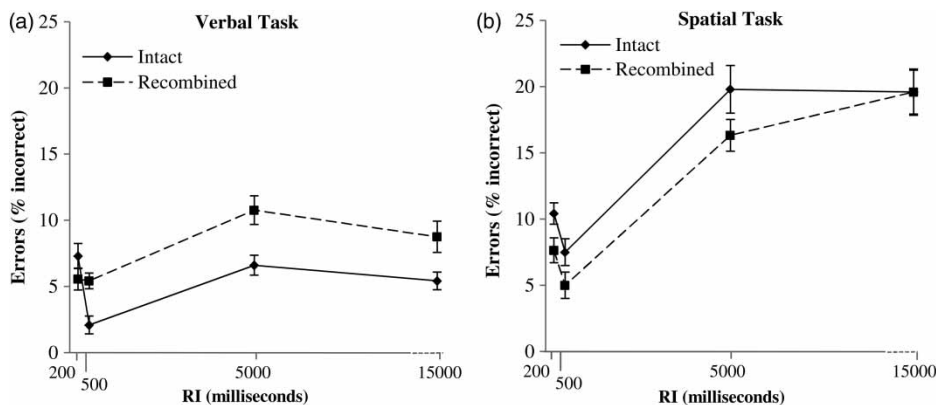 (a)
Verbal Task
25
Intact
Recombined
20
15
10
5
0
Errors (% incorrect)
200
500
5000
15000
RI (milliseconds)
(b)
Spatial Task
25
Intact
Recombined
20
15
10
5
0
Errors (% incorrect)
200
500
5000
15000
RI (milliseconds)